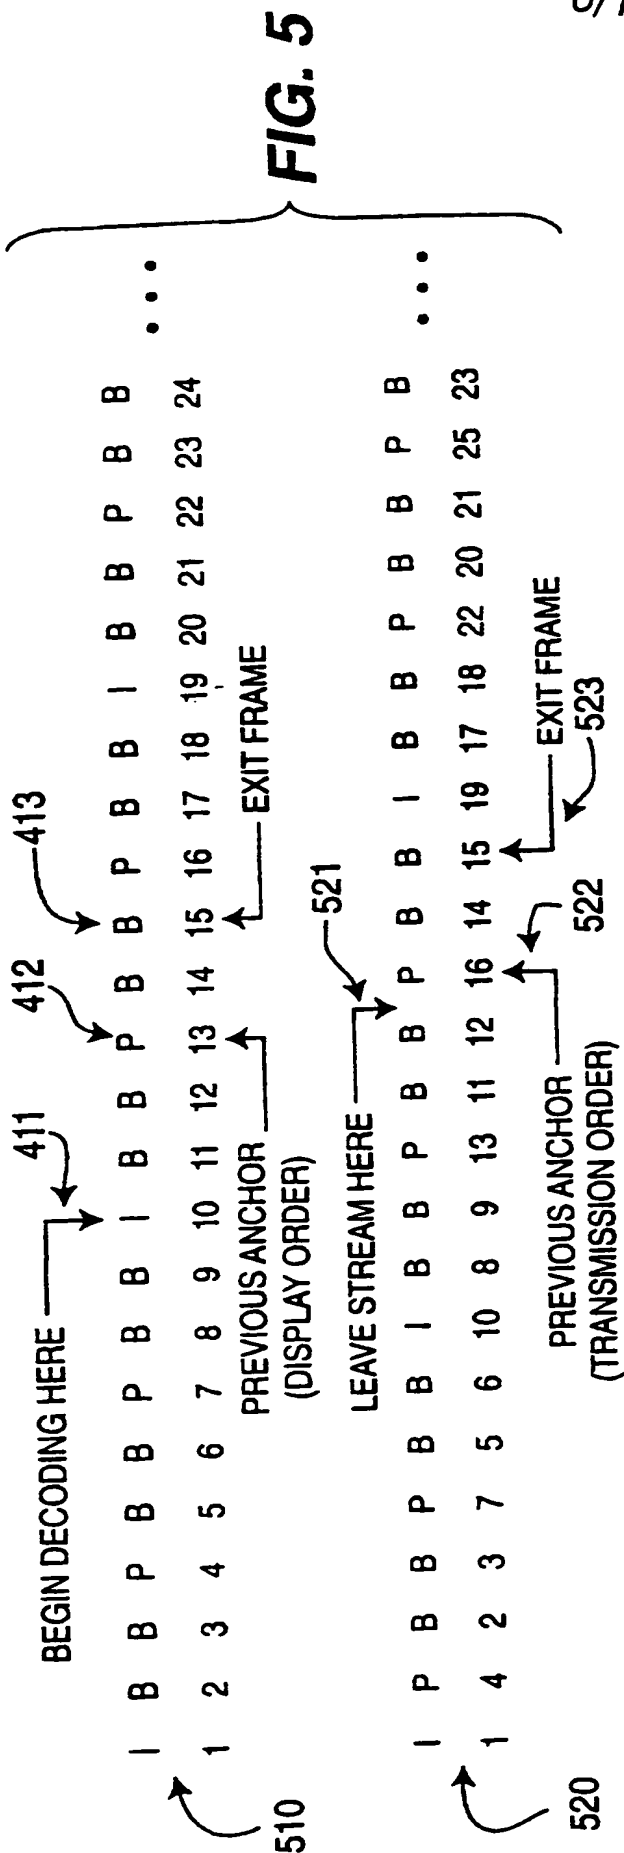 BEGIN DECODING HERE
411
412
413
I B B P B B P B B I B B P B B P B B I B B P B B • • •
1 2 3 4 5 6 7 8 9 10 11 12 13 14 15 16 17 18 19 20 21 22 23 24
510
PREVIOUS ANCHOR
(DISPLAY ORDER)
EXIT FRAME
LEAVE STREAM HERE
521
I P B B P B B I B B P B B P B B I B B P B B P B • • •
1 4 2 3 7 5 6 10 8 9 13 11 12 16 14 15 19 17 18 22 20 21 25 23
520
PREVIOUS ANCHOR
(TRANSMISSION ORDER)
522
EXIT FRAME
523
FIG. 5